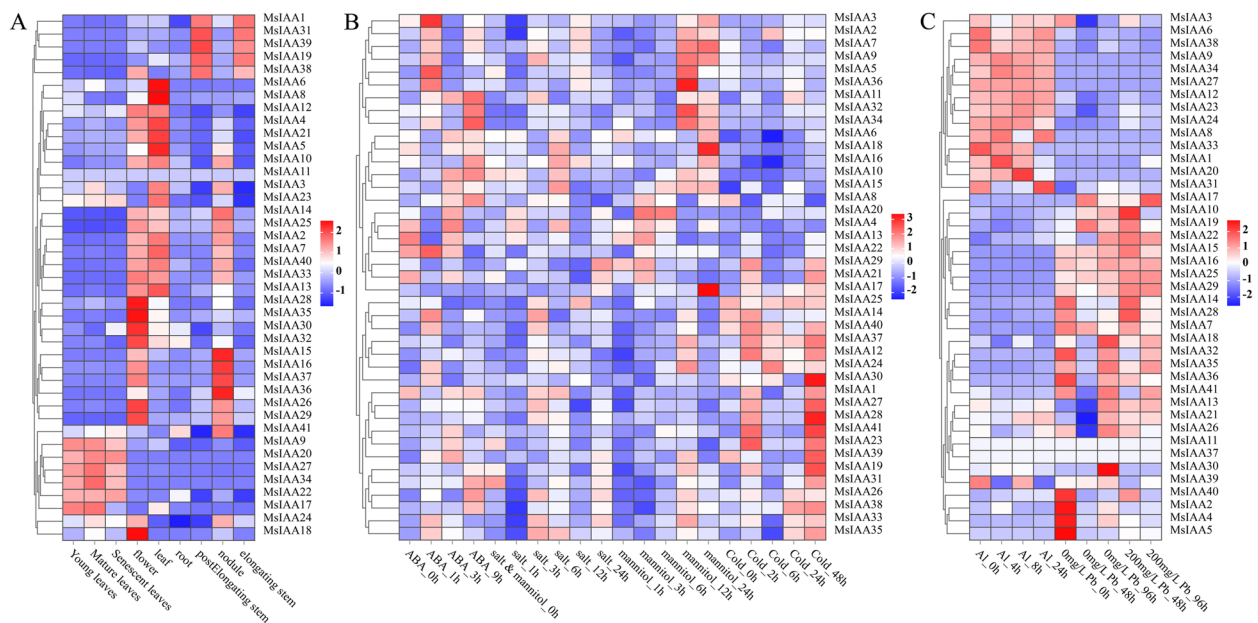 A
MsIAA1
MsIAA31
MsIAA39
MsIAA19
MsIAA38
MsIAA6
MsIAA8
MsIAA12
MsIAA4
MsIAA21
MsIAA5
MsIAA10
MsIAA11
MsIAA3
MsIAA23
MsIAA14
MsIAA25
MsIAA2
MsIAA7
MsIAA40
MsIAA33
MsIAA13
MsIAA28
MsIAA35
MsIAA30
MsIAA32
MsIAA15
MsIAA16
MsIAA37
MsIAA36
MsIAA26
MsIAA29
MsIAA41
MsIAA9
MsIAA20
MsIAA27
MsIAA34
MsIAA22
MsIAA17
MsIAA24
MsIAA18
2
1
0
-1
Young leaves
Mature leaves
Senescent leaves
flower
leaf
root
postElongating stem
nodule
elongating stem
B
MsIAA3
MsIAA2
MsIAA7
MsIAA9
MsIAA5
MsIAA36
MsIAA11
MsIAA32
MsIAA34
MsIAA6
MsIAA18
MsIAA16
MsIAA10
MsIAA15
MsIAA8
MsIAA20
MsIAA4
MsIAA13
MsIAA22
MsIAA29
MsIAA21
MsIAA17
MsIAA25
MsIAA14
MsIAA40
MsIAA37
MsIAA12
MsIAA24
MsIAA30
MsIAA1
MsIAA27
MsIAA28
MsIAA41
MsIAA23
MsIAA39
MsIAA19
MsIAA31
MsIAA26
MsIAA38
MsIAA33
MsIAA35
3
2
1
0
-1
-2
ABA_0h
ABA_1h
ABA_3h
ABA_9h
salt & mannitol_0h
salt_1h
salt_3h
salt_6h
salt_12h
salt_24h
mannitol_1h
mannitol_3h
mannitol_6h
mannitol_12h
mannitol_24h
Cold_0h
Cold_2h
Cold_6h
Cold_24h
Cold_48h
C
MsIAA3
MsIAA6
MsIAA38
MsIAA9
MsIAA34
MsIAA27
MsIAA12
MsIAA23
MsIAA24
MsIAA8
MsIAA33
MsIAA1
MsIAA20
MsIAA31
MsIAA17
MsIAA10
MsIAA19
MsIAA22
MsIAA15
MsIAA16
MsIAA25
MsIAA29
MsIAA14
MsIAA28
MsIAA7
MsIAA18
MsIAA32
MsIAA35
MsIAA36
MsIAA41
MsIAA13
MsIAA21
MsIAA26
MsIAA11
MsIAA37
MsIAA30
MsIAA39
MsIAA40
MsIAA2
MsIAA4
MsIAA5
2
1
0
-1
-2
Al_0h
Al_4h
Al_8h
Al_24h
0mg/L Pb_0h
0mg/L Pb_48h
0mg/L Pb_96h
200mg/L Pb_48h
200mg/L Pb_96h